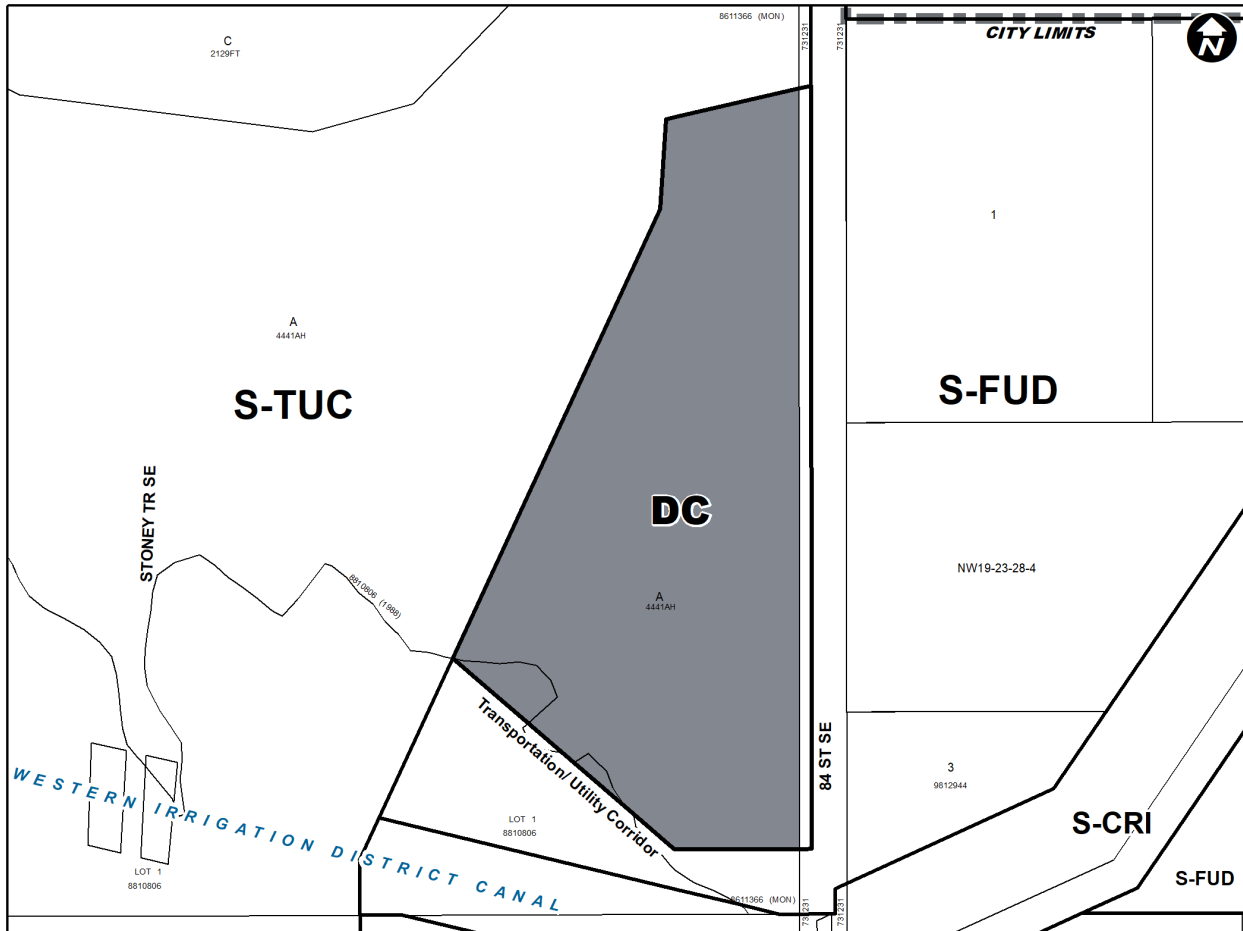 8611366 (MON)
731231
731231
CITY LIMITS
N
C
2129FT
1
A
4441AH
S-TUC
S-FUD
STONEY TR SE
DC
8810806 (1988)
NW19-23-28-4
A
4441AH
Transportation/ Utility Corridor
84 ST SE
3
9812944
WESTERN IRRIGATION DISTRICT CANAL
LOT 1
8810806
S-CRI
LOT 1
8810806
S-FUD
8611366 (MON)
731231
731231